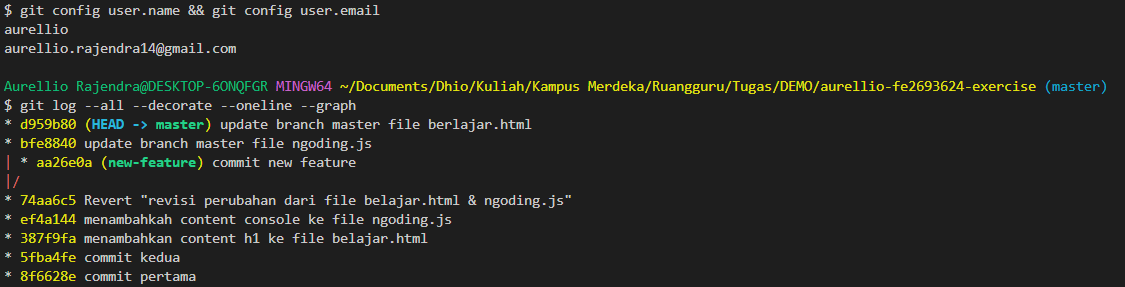 $ git config user.name && git config user.email
aurellio
aurellio.rajendra14@gmail.com
Aurellio Rajendra@DESKTOP-6ONQFGR MINGW64 ~/Documents/Dhio/Kuliah/Kampus Merdeka/Ruangguru/Tugas/DEMO/aurellio-fe2693624-exercise (master)
$ git log --all --decorate --oneline --graph
* d959b80 (HEAD -> master) update branch master file berlajar.html
* bfe8840 update branch master file ngoding.js
| * aa26e0a (new-feature) commit new feature
|/
* 74aa6c5 Revert "revisi perubahan dari file belajar.html & ngoding.js"
* ef4a144 menambahkah content console ke file ngoding.js
* 387f9fa menambahkan content h1 ke file belajar.html
* 5fba4fe commit kedua
* 8f6628e commit pertama